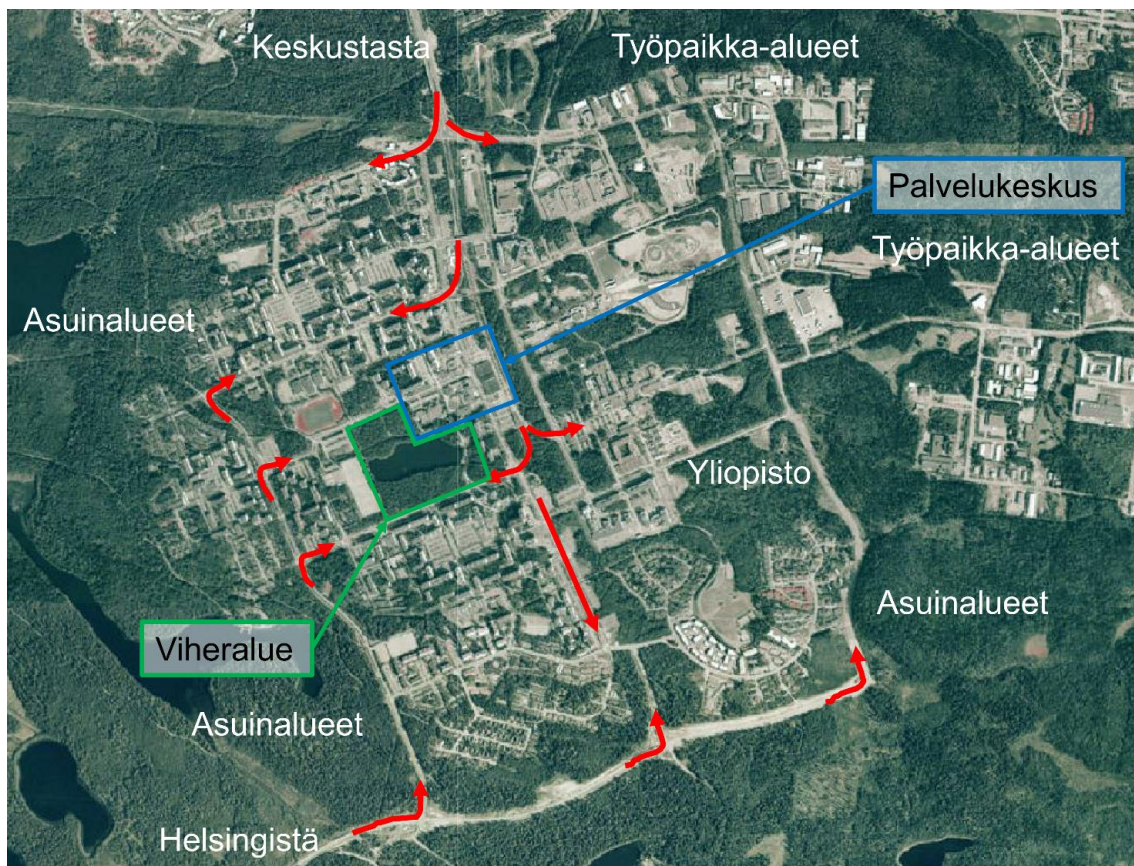 Keskustasta
Työpaikka-alueet
Palvelukeskus
Työpaikka-alueet
Asuinalueet
Yliopisto
Asuinalueet
Viheralue
Asuinalueet
Helsingistä